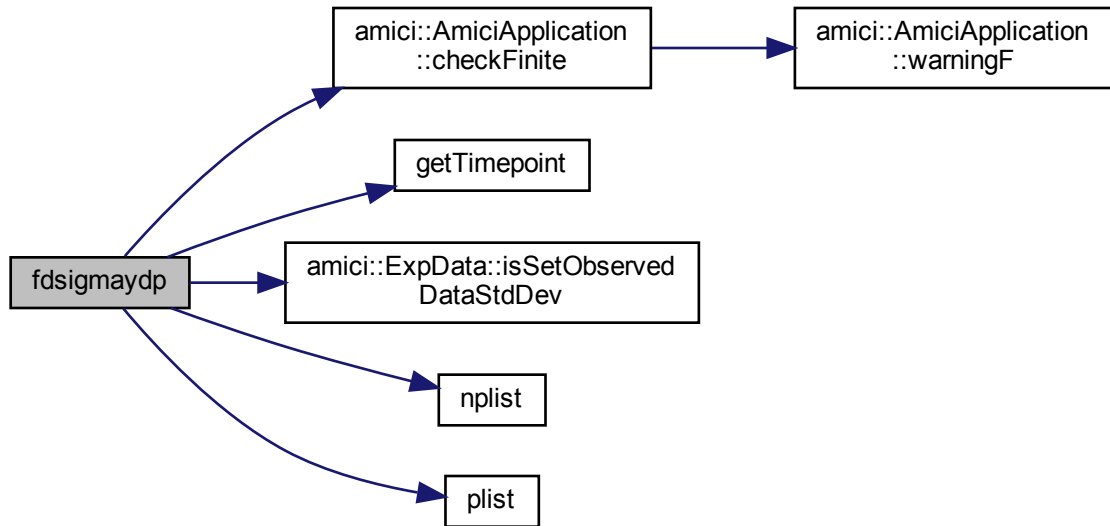 amici::AmiciApplication
::checkFinite
amici::AmiciApplication
::warningF
getTimepoint
fdsigmaydp
amici::ExpData::isSetObserved
DataStdDev
nplist
plist